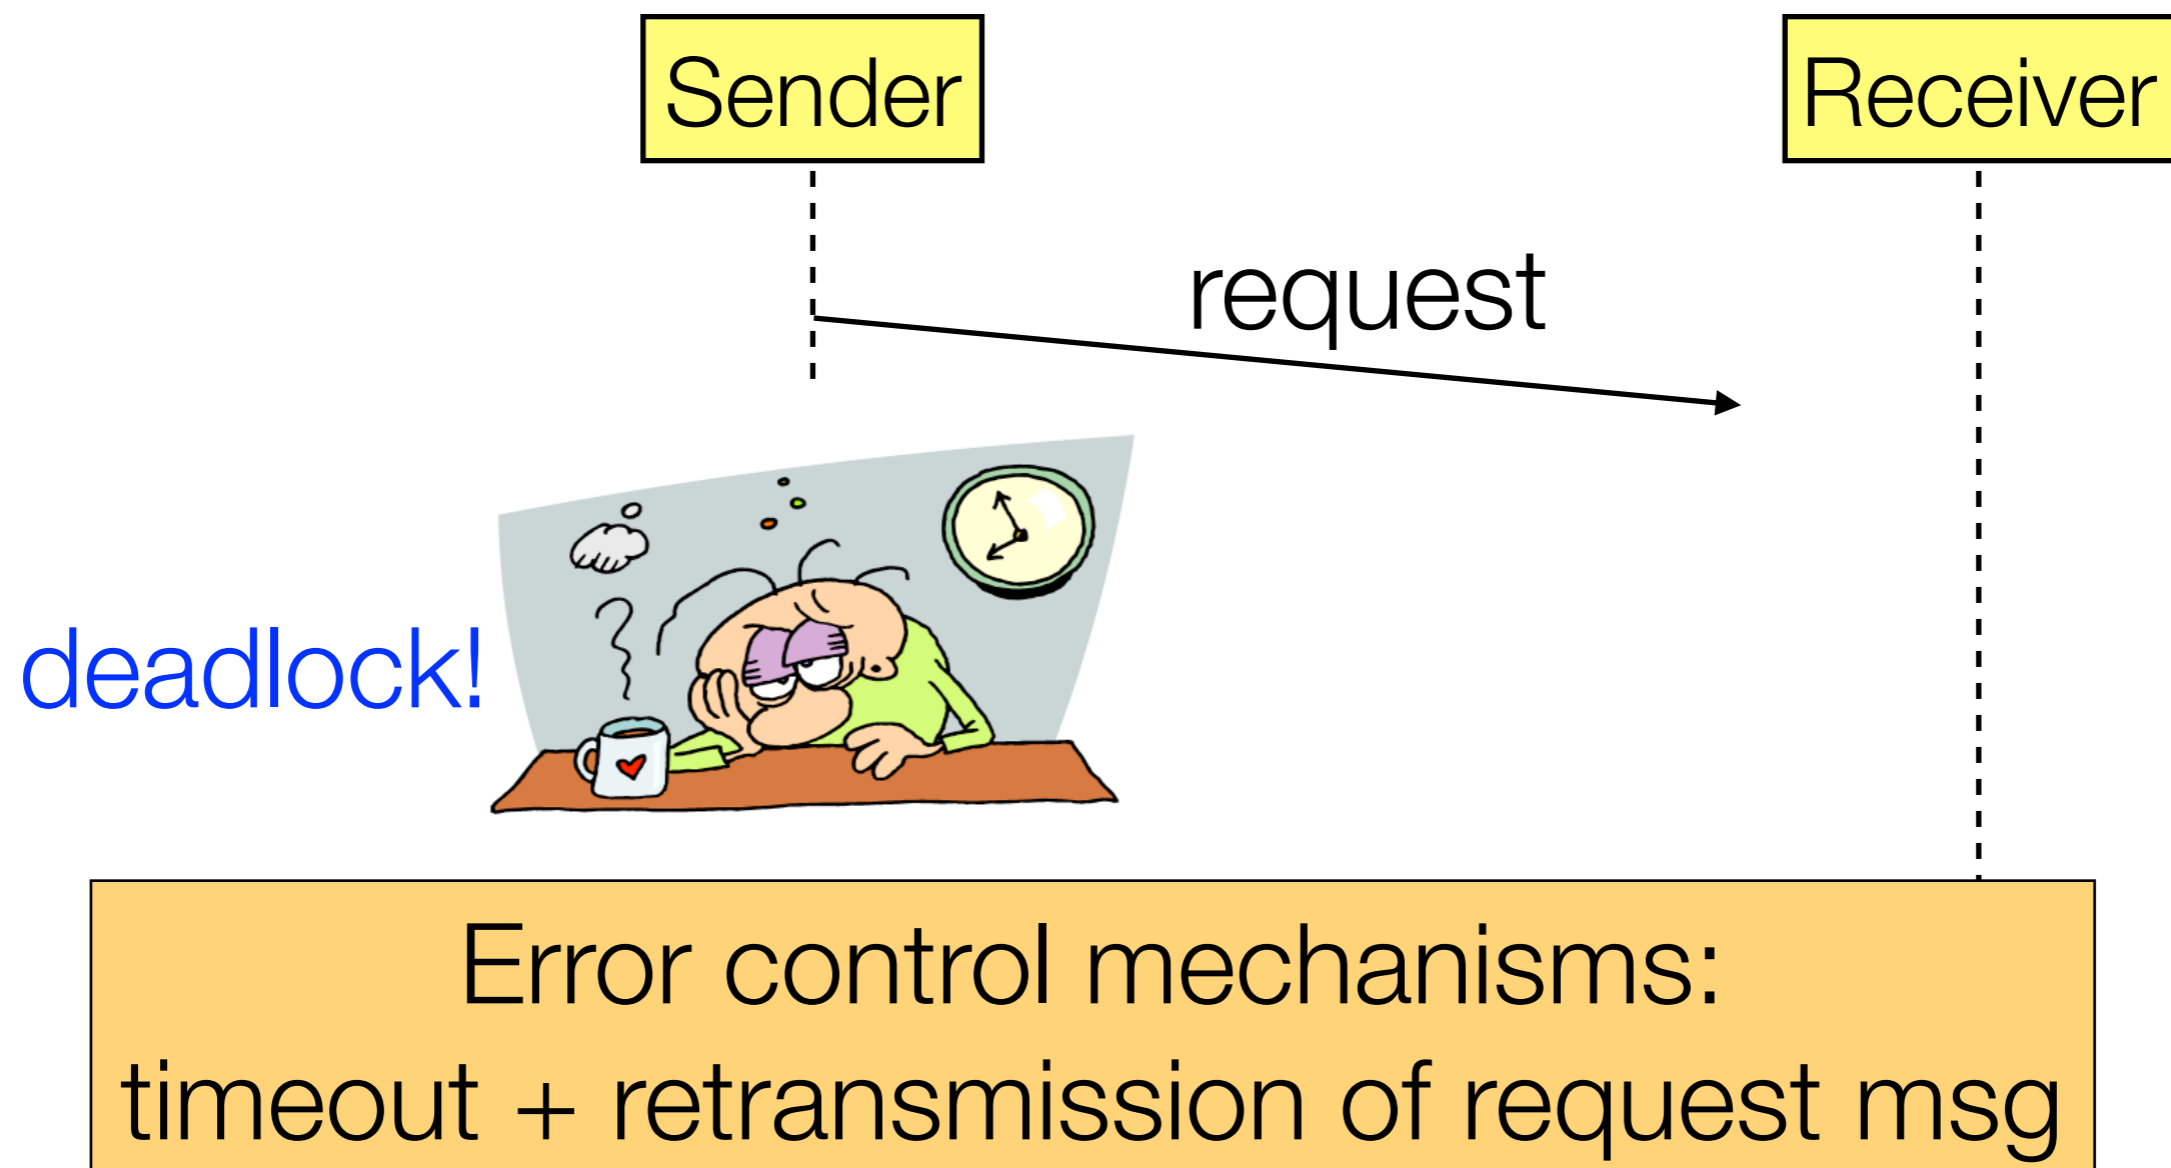 Sender
Receiver
request
deadlock!
Error control mechanisms:
timeout + retransmission of request msg